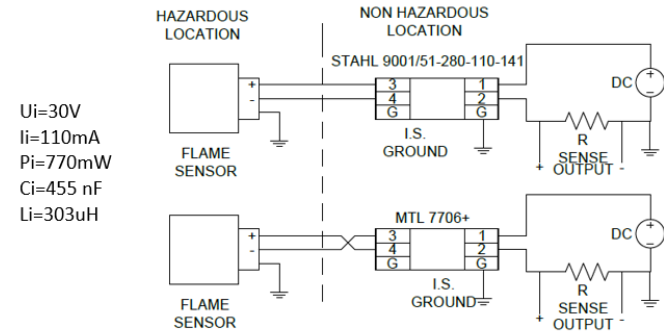 HAZARDOUS
LOCATION
NON HAZARDOUS
LOCATION
STAHL 9001/51-280-110-141
+
-
3
4
G
1
2
G
I.S.
GROUND
FLAME
SENSOR
DC
+
-
R
SENSE
+ OUTPUT -
Ui=30V
Ii=110mA
Pi=770mW
Ci=455 nF
Li=303uH
MTL 7706+
+
-
3
4
G
1
2
G
I.S.
GROUND
FLAME
SENSOR
DC
+
-
R
SENSE
+ OUTPUT -